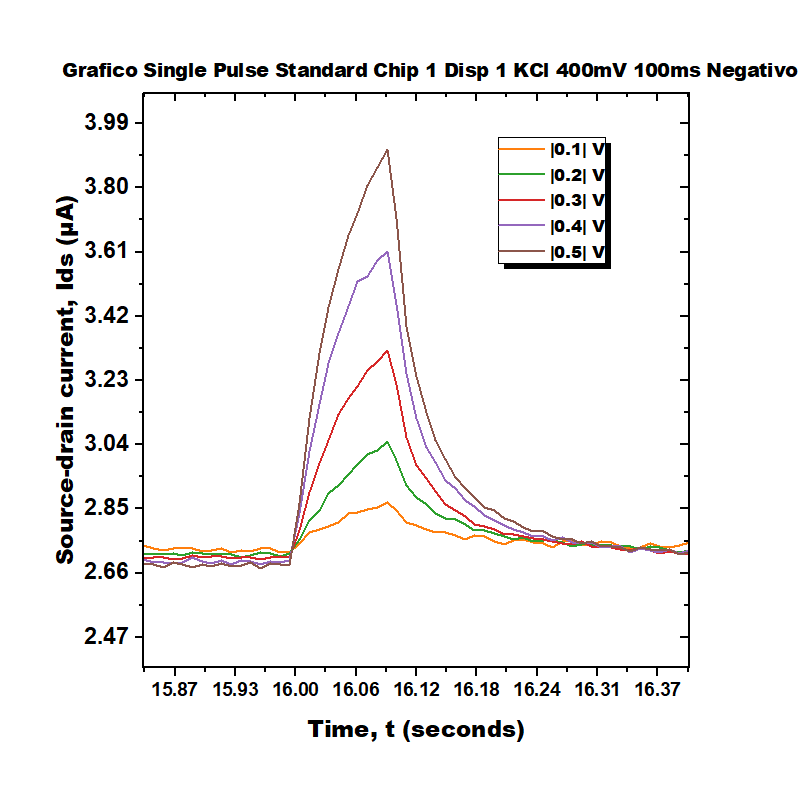 Grafico Single Pulse Standard Chip 1 Disp 1 KCl 400mV 100ms Negativo
|0.1| V
|0.2| V
|0.3| V
|0.4| V
|0.5| V
Source-drain current, Ids (µA)
3.99
3.80
3.61
3.42
3.23
3.04
2.85
2.66
2.47
15.87 15.93 16.00 16.06 16.12 16.18 16.24 16.31 16.37
Time, t (seconds)